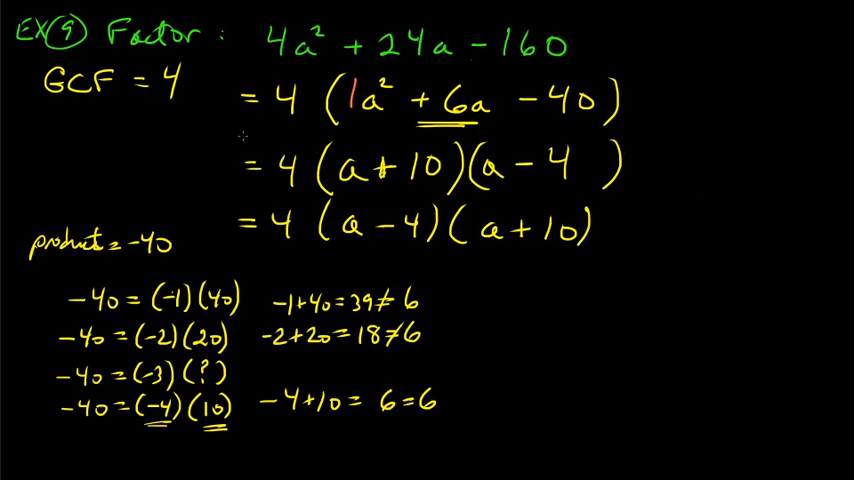 EX(9) Factor : 4a² + 24a - 160
GCF = 4
= 4 (1a² + 6a - 40)
= 4 (a + 10)(a - 4)
= 4 (a - 4)(a + 10)
product = -40
-40 = (-1)(40) -1+40 = 39 ≠ 6
-40 = (-2)(20) -2+20 = 18 ≠ 6
-40 = (-3)(?)
-40 = (-4)(10) -4+10 = 6 = 6